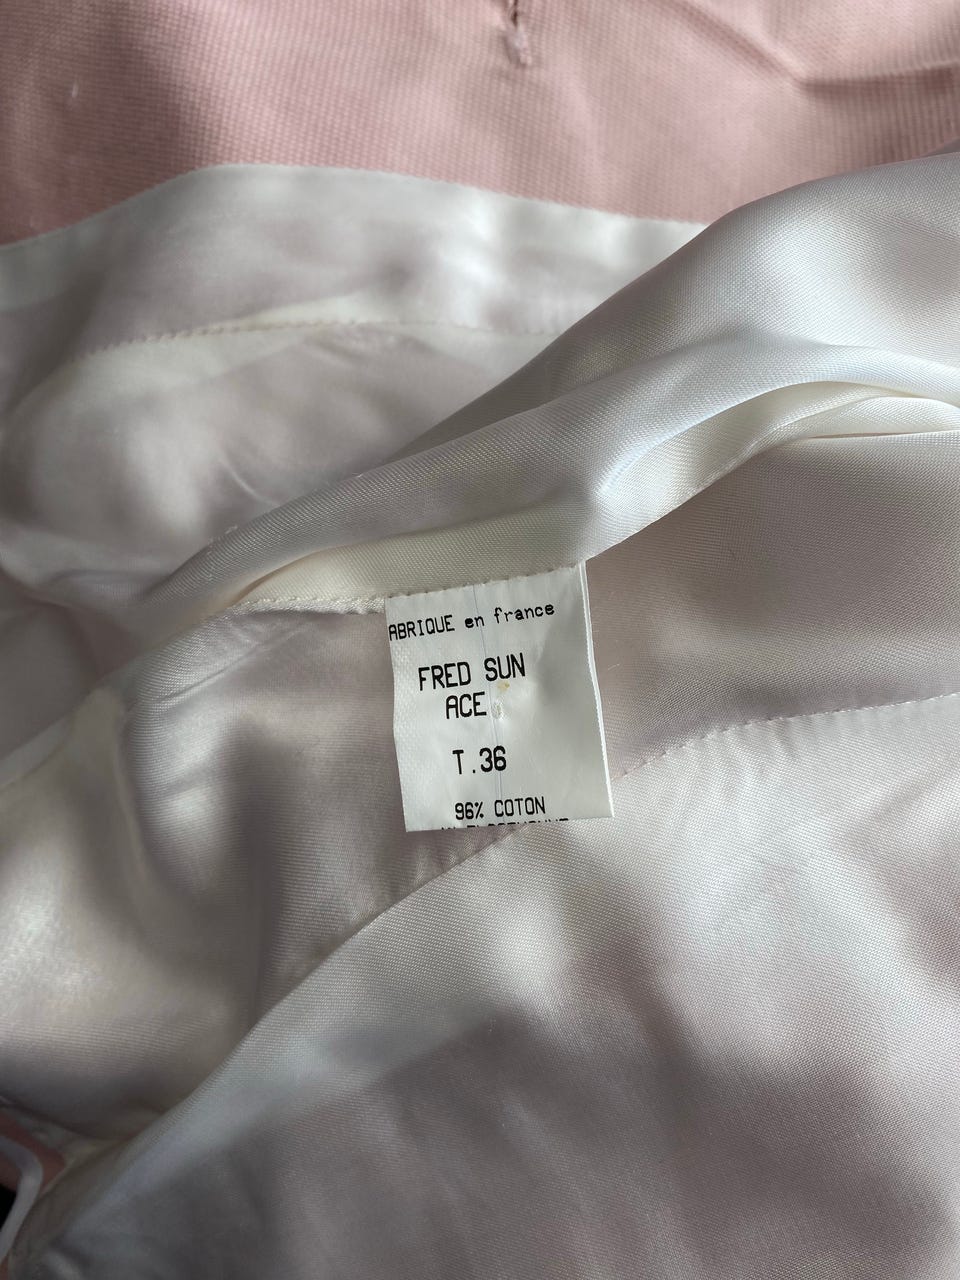 ABRIQUE en france
FRED SUN
ACE
T.36
96% COTON